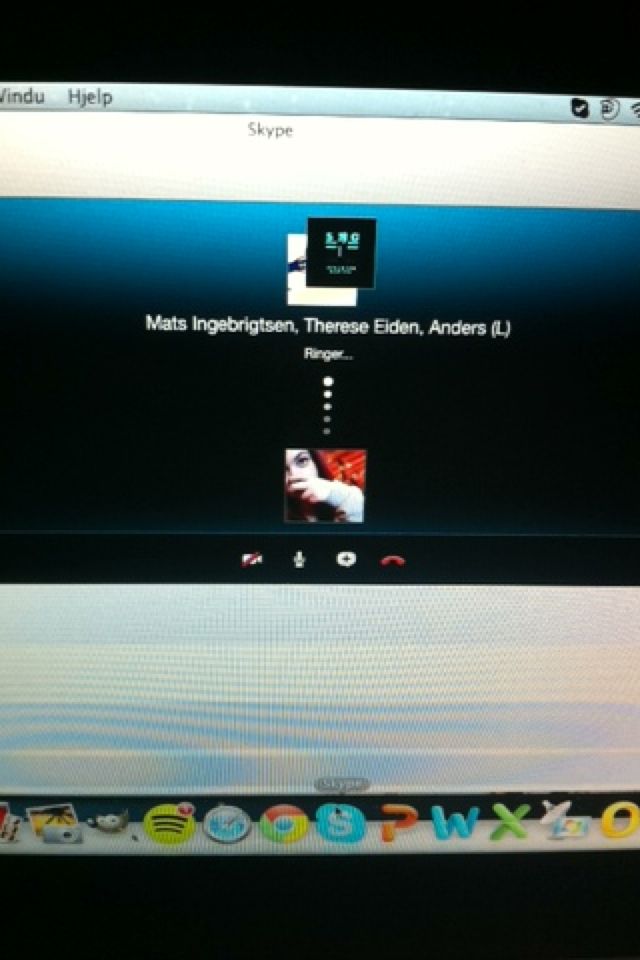 Vindu Hjelp
Skype
Mats Ingebrigtsen, Therese Eiden, Anders (L)
Ringer...
Skype
S
P
W
X
O